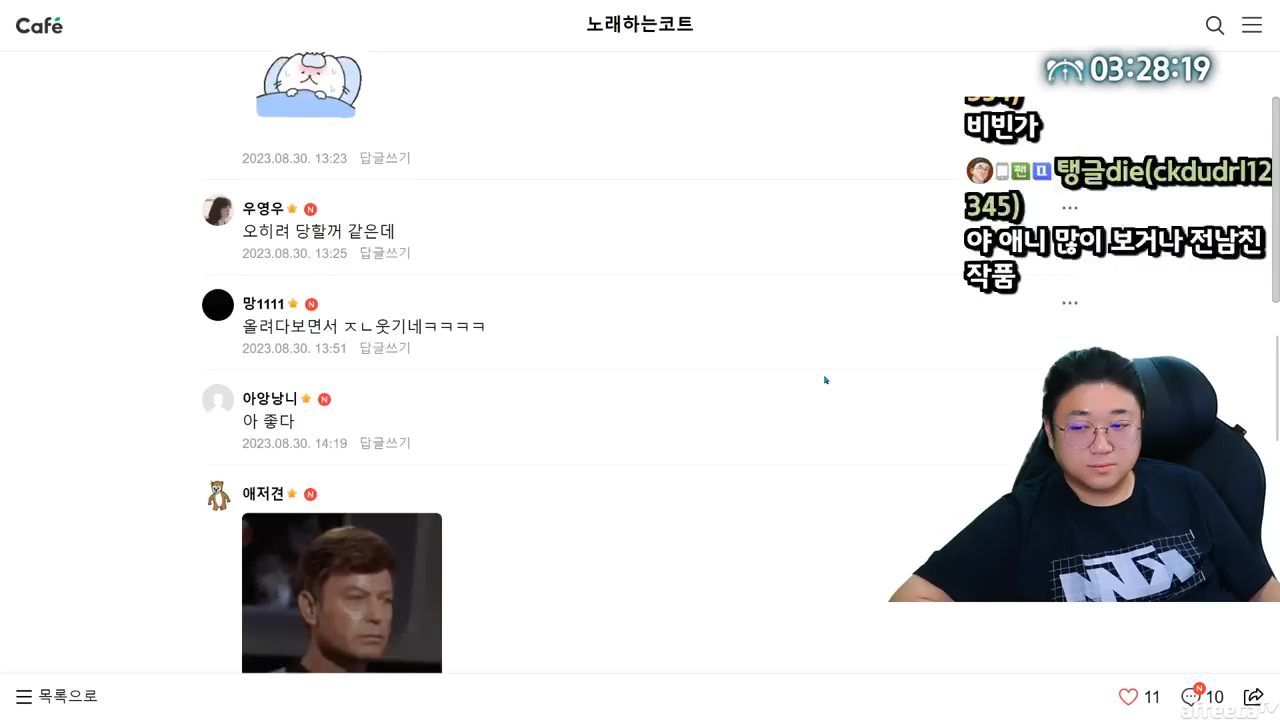 Café
노래하는코트
03:28:19
비빈가
팬
탱글die(ckdudrl12
345)
야 애니 많이 보거나 전남친
작품
2023.08.30. 13:23 답글쓰기
우영우 N
오히려 당할꺼 같은데
2023.08.30. 13:25 답글쓰기
망1111 N
올려다보면서 ㅈㄴ웃기네ㅋㅋㅋㅋ
2023.08.30. 13:51 답글쓰기
아앙낭니 N
아 좋다
2023.08.30. 14:19 답글쓰기
애저견 N
목록으로
11
N
10
afreecaTV